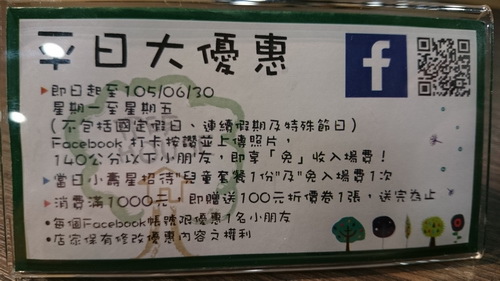 平日大優惠
▶即日起至105/06/30
星期一至星期五
(不包括國定假日、連續假期及特殊節日)
Facebook 打卡按讚並上傳照片，
140公分以下小朋友，即享「免」收入場費！
▶當日小壽星招待"兒童套餐1份"及"免入場費1次
▶消費滿1000元，即贈送100元折價卷1張，送完為止
•每個Facebook帳號限優惠1名小朋友
•店家保有修改優惠內容之權利